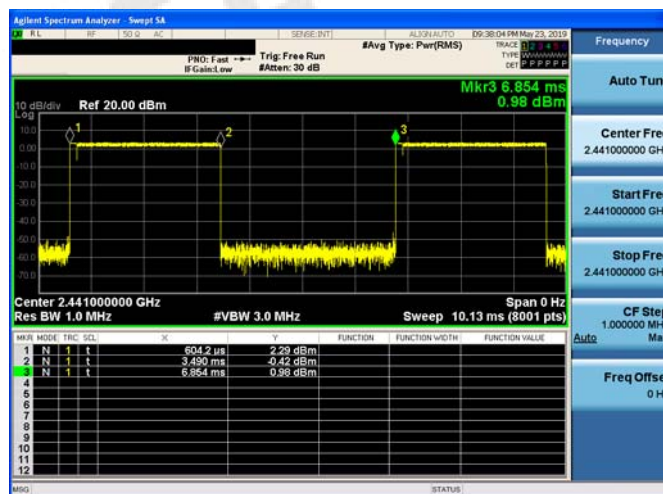 Agilent Spectrum Analyzer - Swept SA
RL RF 50 Ω AC SENSE:INT ALIGN AUTO 09:38:04 PM May 23, 2019
#Avg Type: Pwr(RMS)
TRACE 1 2 3 4 5 6
TYPE
DET P P P P P P
PNO: Fast Trig: Free Run
IFGain:Low #Atten: 30 dB
Mkr3 6.854 ms
0.98 dBm
10 dB/div Ref 20.00 dBm
Log
10.0
0.00
-10.0
-20.0
-30.0
-40.0
-50.0
-60.0
-70.0
1
2
3
Center 2.441000000 GHz Span 0 Hz
Res BW 1.0 MHz #VBW 3.0 MHz Sweep 10.13 ms (8001 pts)
MKR MODE TRC SCL X Y FUNCTION FUNCTION WIDTH FUNCTION VALUE
1 N 1 t 604.2 µs 2.29 dBm
2 N 1 t 3.490 ms -0.42 dBm
3 N 1 t 6.854 ms 0.98 dBm
4
5
6
7
8
9
10
11
12
MSG STATUS
Frequency
Auto Tun
Center Fre
2.441000000 GH
Start Fre
2.441000000 GH
Stop Fre
2.441000000 GH
CF Step
1.000000 MH
Auto Ma
Freq Offse
0 H